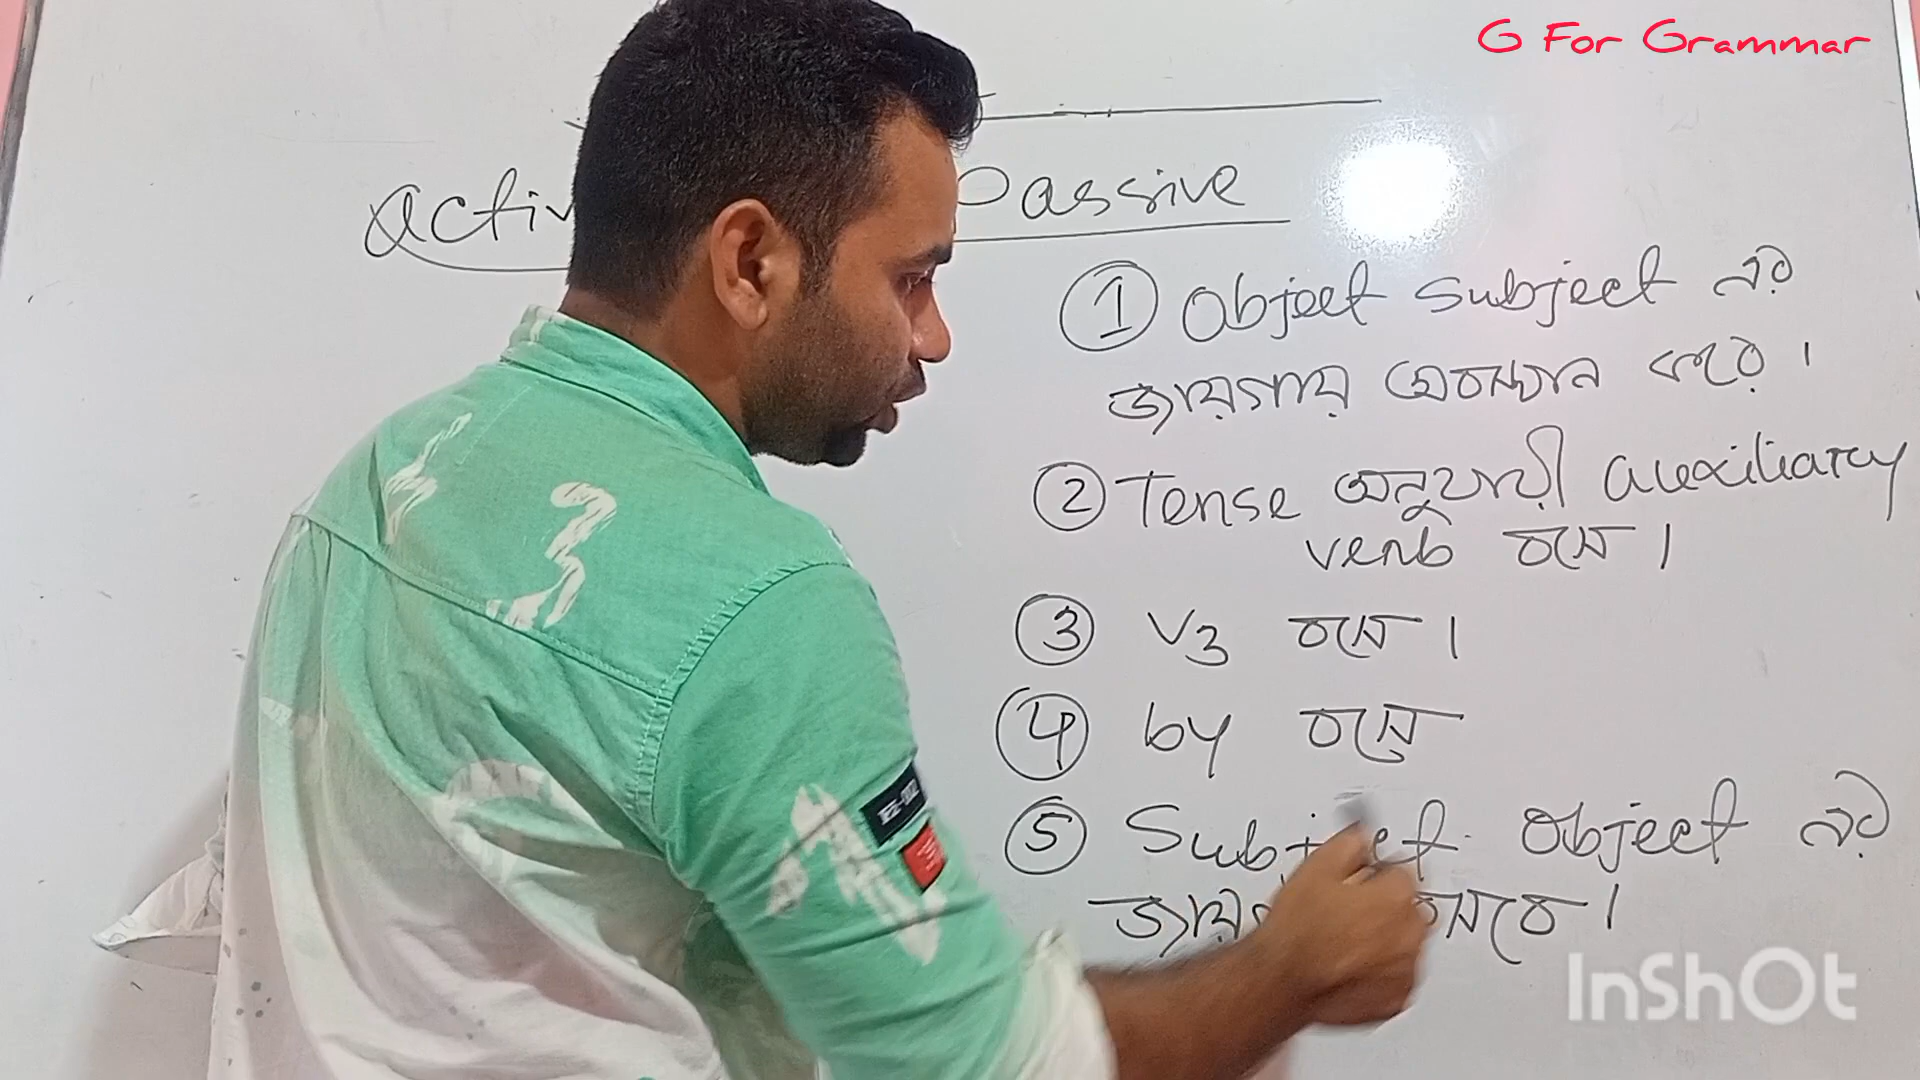 G For Grammar
Passive
① Object Subject এর
জায়গায় অবস্থান করে।
② Tense অনুযায়ী auxiliary
verb বসে।
③ V3 বসে।
④ by বসে
⑤ Subject Object এর
বসবে।
InShOt